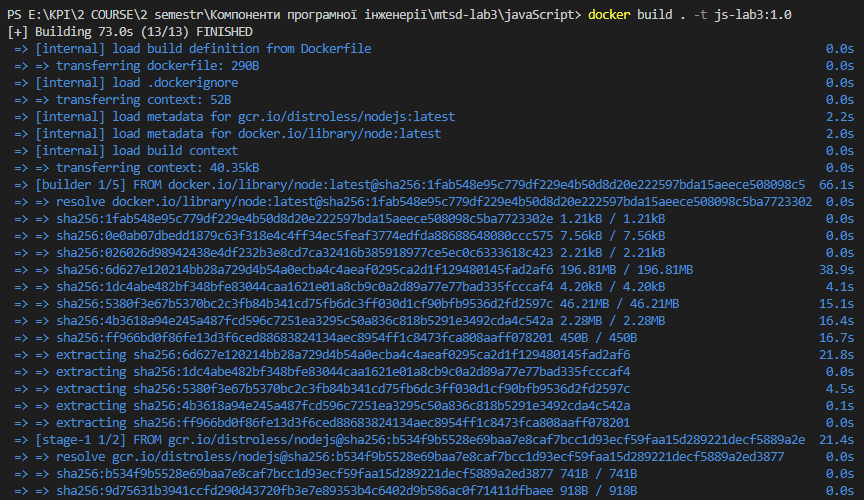 PS E:\KPI\2 COURSE\2 semestr\Компоненти програмної інженерії\mtsd-lab3\javaScript> docker build . -t js-lab3:1.0
[+] Building 73.0s (13/13) FINISHED
=> [internal] load build definition from Dockerfile 0.0s
=> => transferring dockerfile: 290B 0.0s
=> [internal] load .dockerignore 0.0s
=> => transferring context: 52B 0.0s
=> [internal] load metadata for gcr.io/distroless/nodejs:latest 2.2s
=> [internal] load metadata for docker.io/library/node:latest 2.0s
=> [internal] load build context 0.0s
=> => transferring context: 40.35kB 0.0s
=> [builder 1/5] FROM docker.io/library/node:latest@sha256:1fab548e95c779df229e4b50d8d20e222597bda15aeece508098c5 66.1s
=> => resolve docker.io/library/node:latest@sha256:1fab548e95c779df229e4b50d8d20e222597bda15aeece508098c5ba7723302 0.0s
=> => sha256:1fab548e95c779df229e4b50d8d20e222597bda15aeece508098c5ba7723302e 1.21kB / 1.21kB 0.0s
=> => sha256:0e0ab07dbedd1879c63f318e4c4ff34ec5feaf3774edfda88688648080ccc575 7.56kB / 7.56kB 0.0s
=> => sha256:026026d98942438e4df232b3e8cd7ca32416b385918977ce5ec0c6333618c423 2.21kB / 2.21kB 0.0s
=> => sha256:6d627e120214bb28a729d4b54a0ecba4c4aeaf0295ca2d1f129480145fad2af6 196.81MB / 196.81MB 38.9s
=> => sha256:1dc4abe482bf348bfe83044caa1621e01a8cb9c0a2d89a77e77bad335fcccaf4 4.20kB / 4.20kB 4.1s
=> => sha256:5380f3e67b5370bc2c3fb84b341cd75fb6dc3ff030d1cf90bfb9536d2fd2597c 46.21MB / 46.21MB 15.1s
=> => sha256:4b3618a94e245a487fcd596c7251ea3295c50a836c818b5291e3492cda4c542a 2.28MB / 2.28MB 16.4s
=> => sha256:ff966bd0f86fe13d3f6ced88683824134aec8954ff1c8473fca808aaff078201 450B / 450B 16.7s
=> => extracting sha256:6d627e120214bb28a729d4b54a0ecba4c4aeaf0295ca2d1f129480145fad2af6 21.8s
=> => extracting sha256:1dc4abe482bf348bfe83044caa1621e01a8cb9c0a2d89a77e77bad335fcccaf4 0.0s
=> => extracting sha256:5380f3e67b5370bc2c3fb84b341cd75fb6dc3ff030d1cf90bfb9536d2fd2597c 4.5s
=> => extracting sha256:4b3618a94e245a487fcd596c7251ea3295c50a836c818b5291e3492cda4c542a 0.1s
=> => extracting sha256:ff966bd0f86fe13d3f6ced88683824134aec8954ff1c8473fca808aaff078201 0.0s
=> [stage-1 1/2] FROM gcr.io/distroless/nodejs@sha256:b534f9b5528e69baa7e8caf7bcc1d93ecf59faa15d289221decf5889a2e 21.4s
=> => resolve gcr.io/distroless/nodejs@sha256:b534f9b5528e69baa7e8caf7bcc1d93ecf59faa15d289221decf5889a2ed3877 0.0s
=> => sha256:b534f9b5528e69baa7e8caf7bcc1d93ecf59faa15d289221decf5889a2ed3877 741B / 741B 0.0s
=> => sha256:9d75631b3941ccfd290d43720fb3e7e89353b4c6402d9b586ac0f71411dfbaee 918B / 918B 0.0s